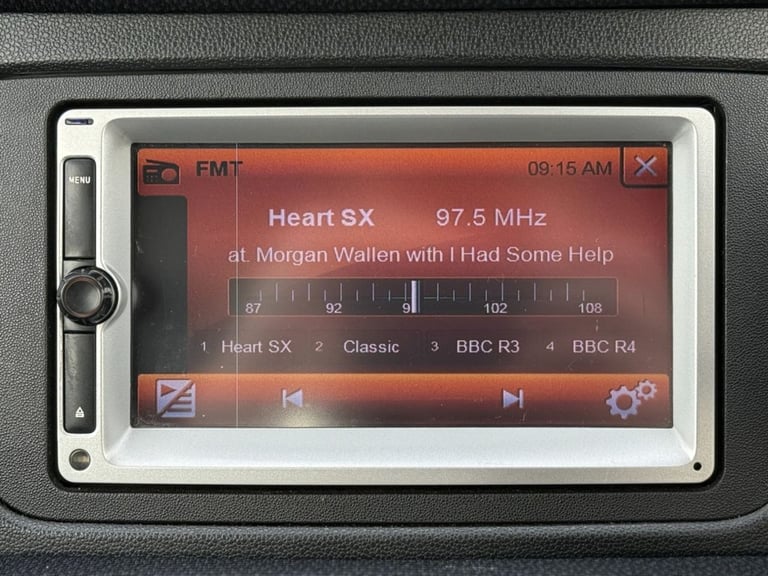 MENU
FMT 09:15 AM
Heart SX 97.5 MHz
at. Morgan Wallen with I Had Some Help
87 92 9 102 108
1 Heart SX 2 Classic 3 BBC R3 4 BBC R4